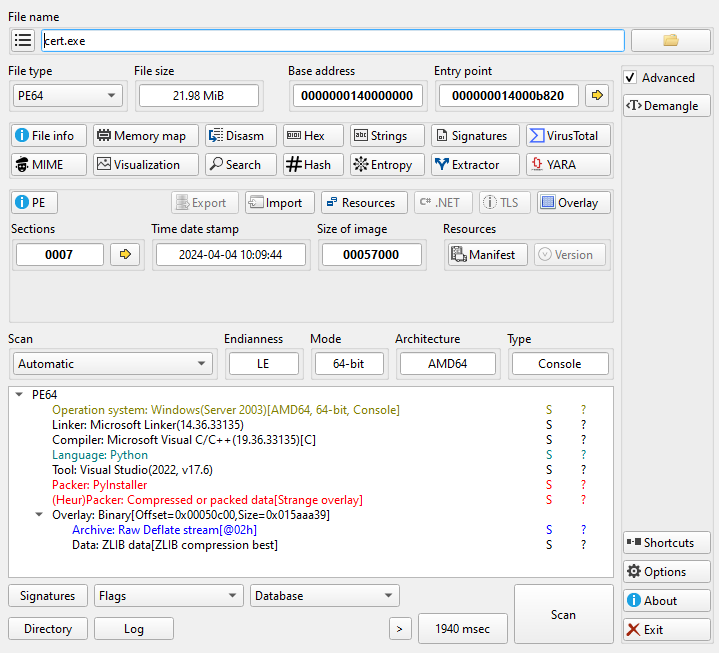 File name
cert.exe
File type File size Base address Entry point
PE64 21.98 MiB 0000000140000000 000000014000b820
Advanced
Demangle
File info Memory map Disasm Hex Strings Signatures VirusTotal
MIME Visualization Search Hash Entropy Extractor YARA
PE Export Import Resources C# .NET TLS Overlay
Sections Time date stamp Size of image Resources
0007 2024-04-04 10:09:44 00057000 Manifest Version
Scan Endianness Mode Architecture Type
Automatic LE 64-bit AMD64 Console
PE64
Operation system: Windows(Server 2003)[AMD64, 64-bit, Console] S ?
Linker: Microsoft Linker(14.36.33135) S ?
Compiler: Microsoft Visual C/C++(19.36.33135)[C] S ?
Language: Python S ?
Tool: Visual Studio(2022, v17.6) S ?
Packer: PyInstaller S ?
(Heur)Packer: Compressed or packed data[Strange overlay] S ?
Overlay: Binary[Offset=0x00050c00,Size=0x015aaa39]
Archive: Raw Deflate stream[@02h] S ?
Data: ZLIB data[ZLIB compression best] S ?
Shortcuts
Options
About
Exit
Signatures Flags Database Scan
Directory Log > 1940 msec